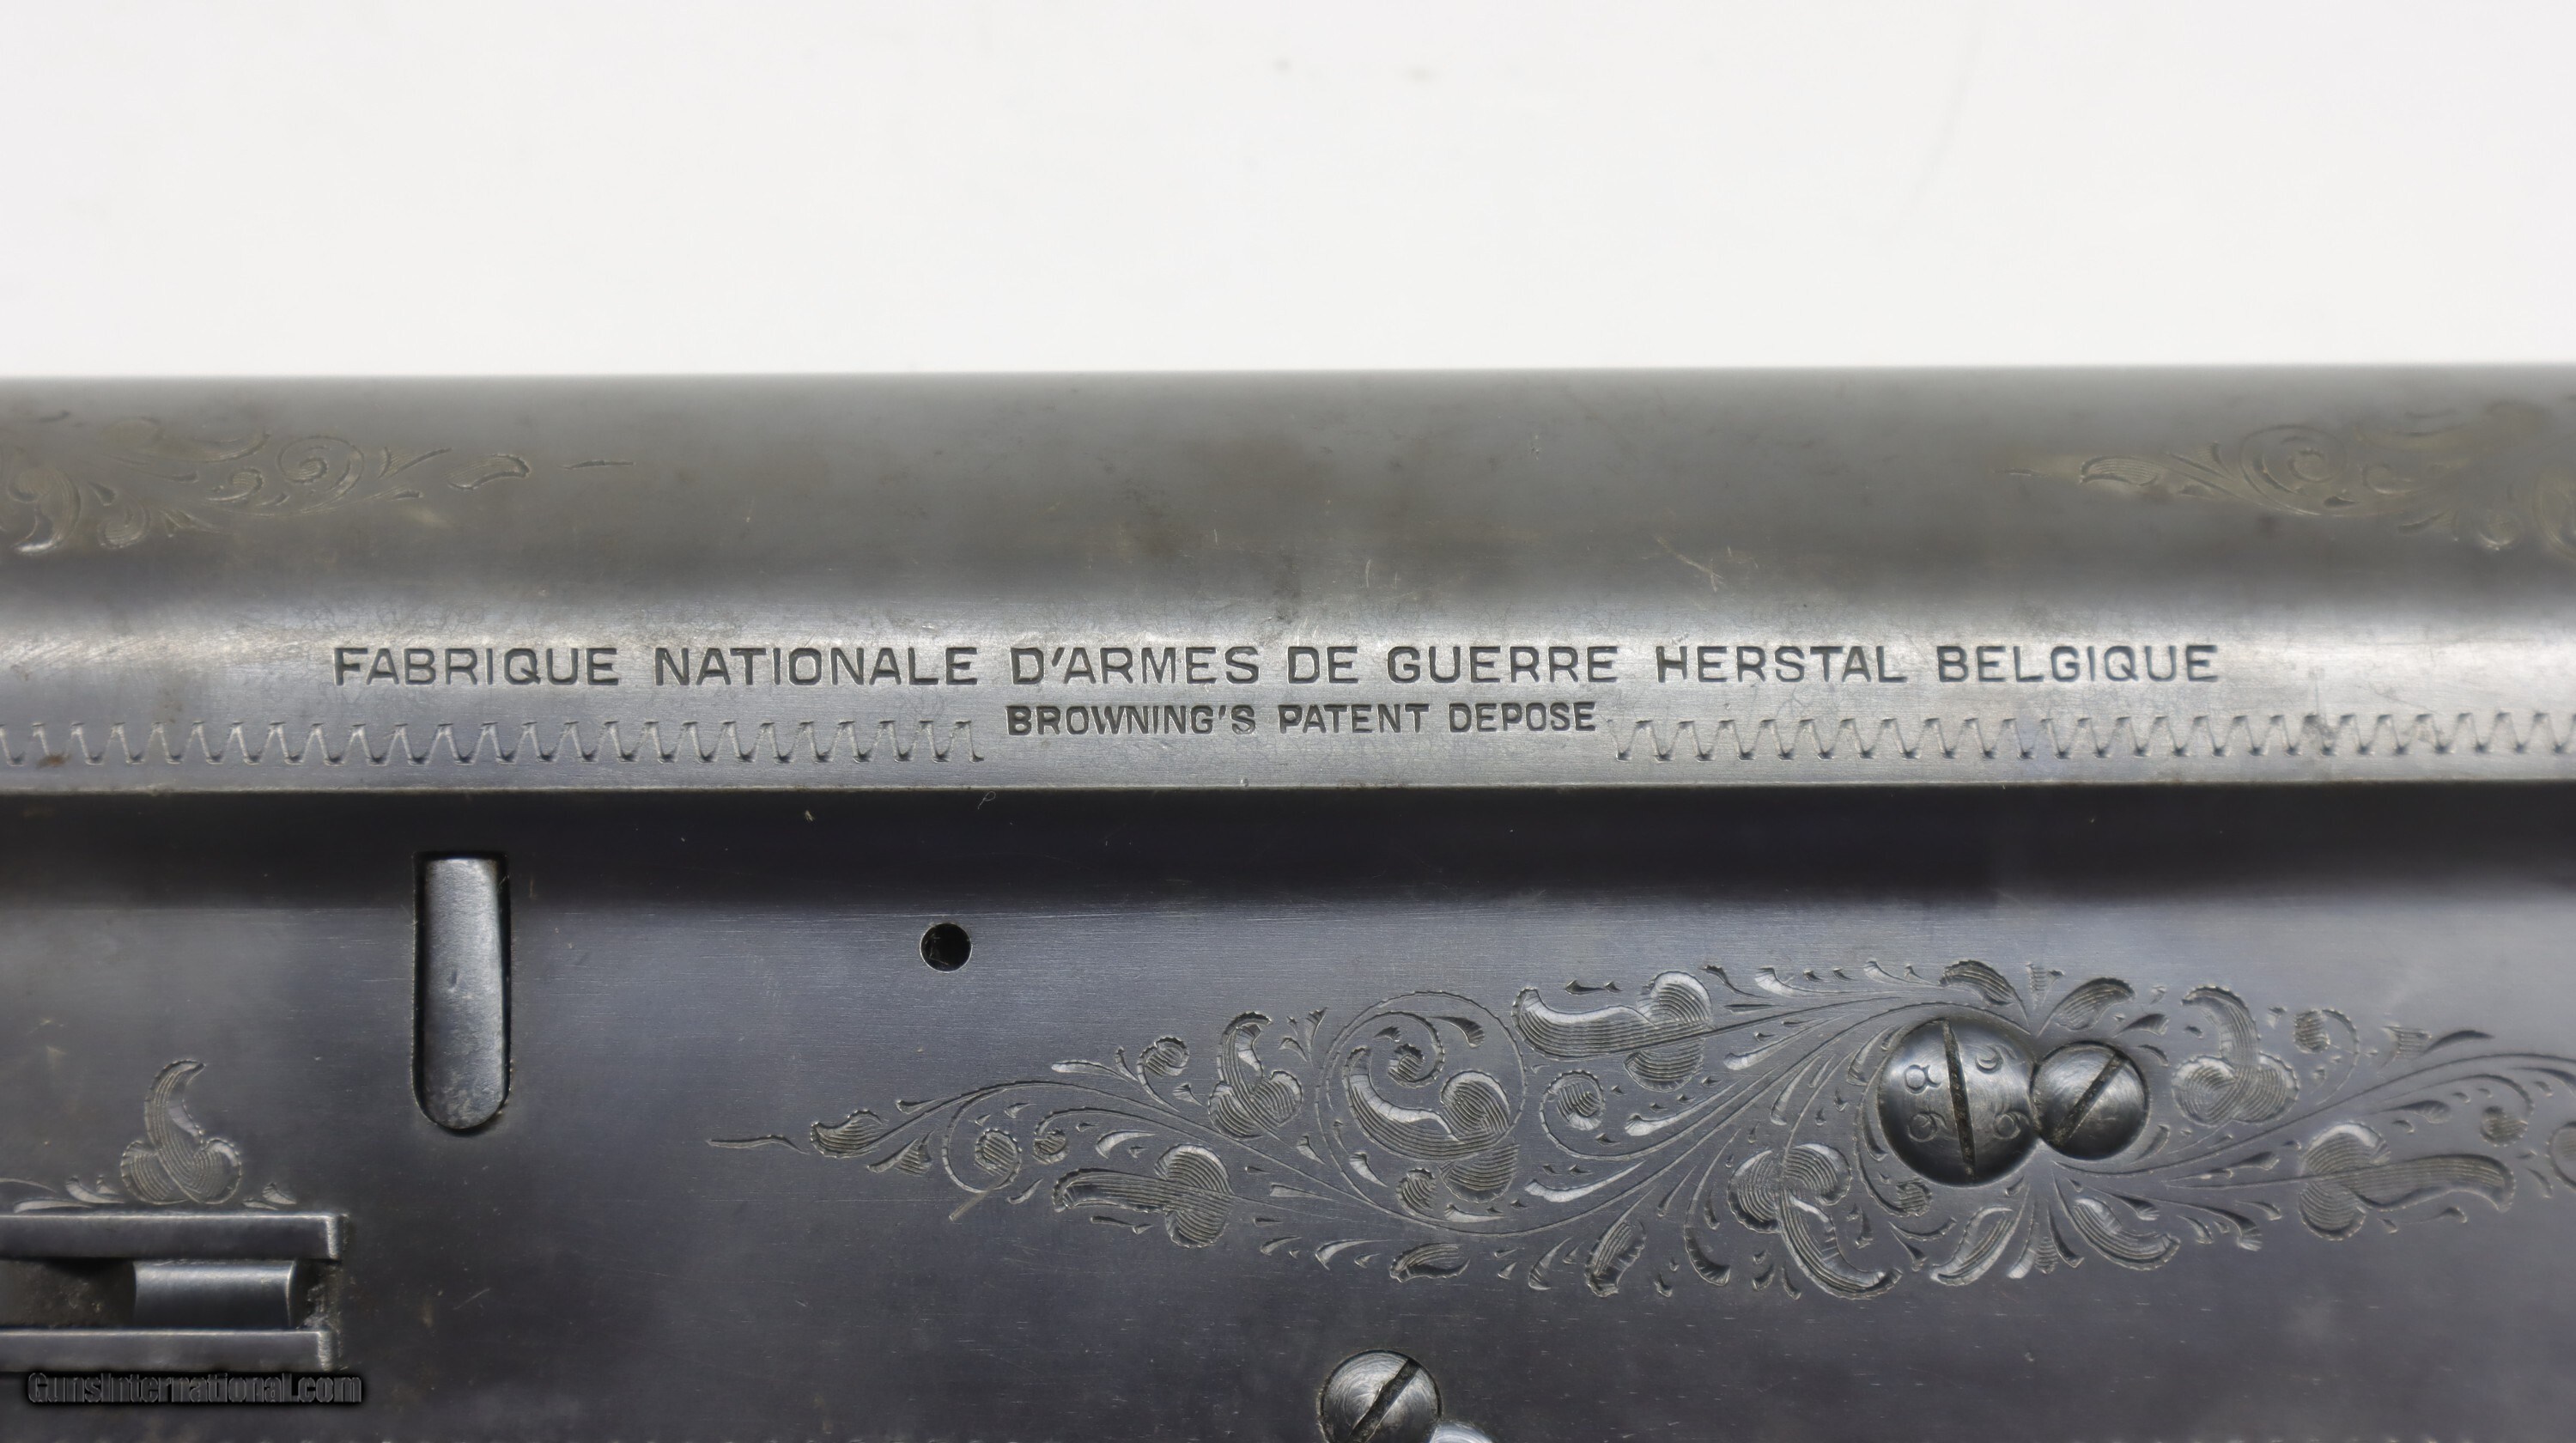 FABRIQUE NATIONALE D'ARMES DE GUERRE HERSTAL BELGIQUE
BROWNING'S PATENT DEPOSE
GunsInternational.com